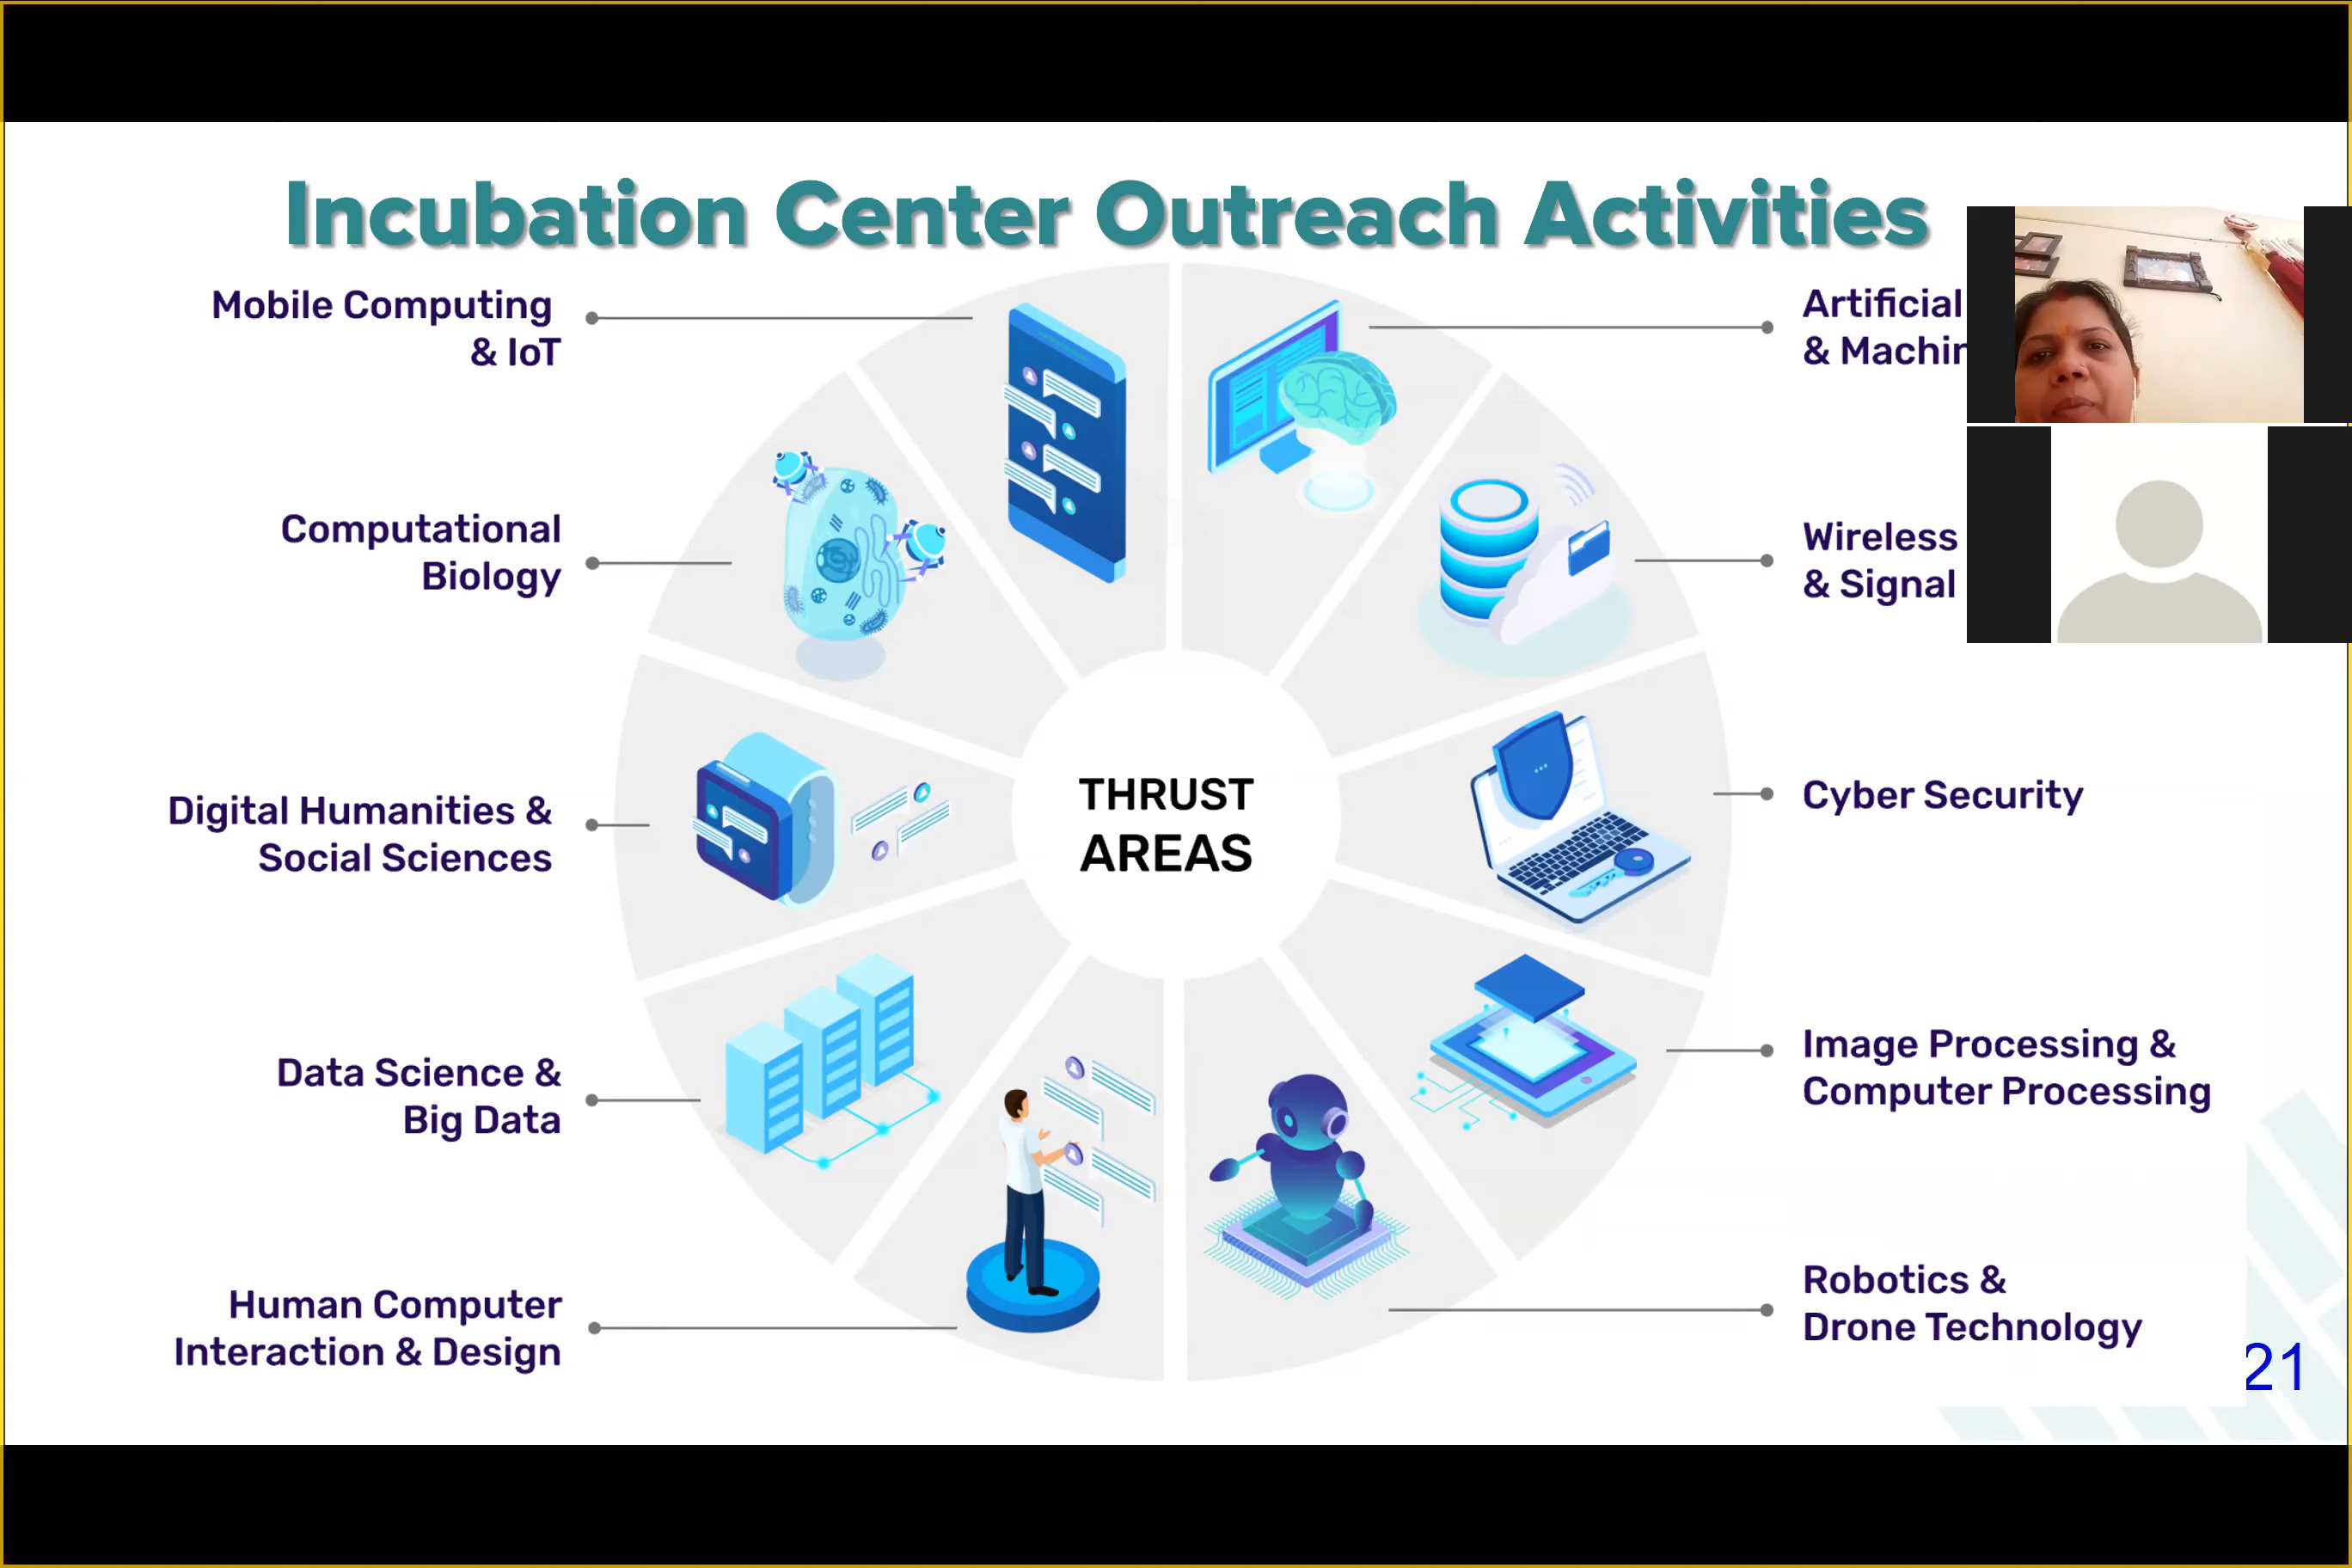 Incubation Center Outreach Activities
Mobile Computing
& IoT
Artificial
& Machin
Computational
Biology
Wireless
& Signal
Digital Humanities &
Social Sciences
THRUST
AREAS
Cyber Security
Data Science &
Big Data
Image Processing &
Computer Processing
Human Computer
Interaction & Design
Robotics &
Drone Technology
21